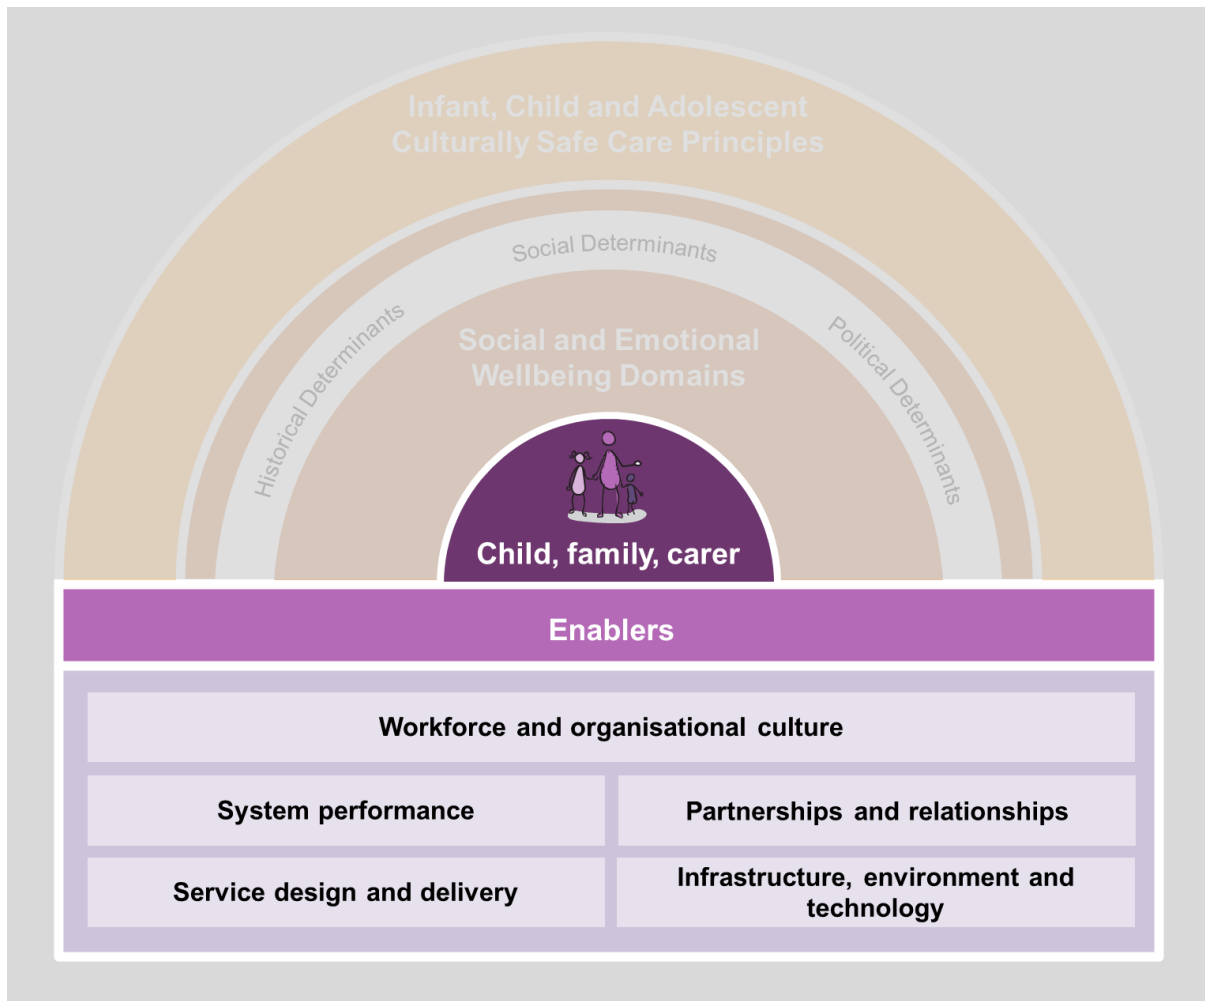 Infant, Child and Adolescent
Culturally Safe Care Principles
Social Determinants
Historical Determinants
Political Determinants
Social and Emotional
Wellbeing Domains
Child, family, carer
Enablers
Workforce and organisational culture
System performance
Partnerships and relationships
Service design and delivery
Infrastructure, environment and
technology